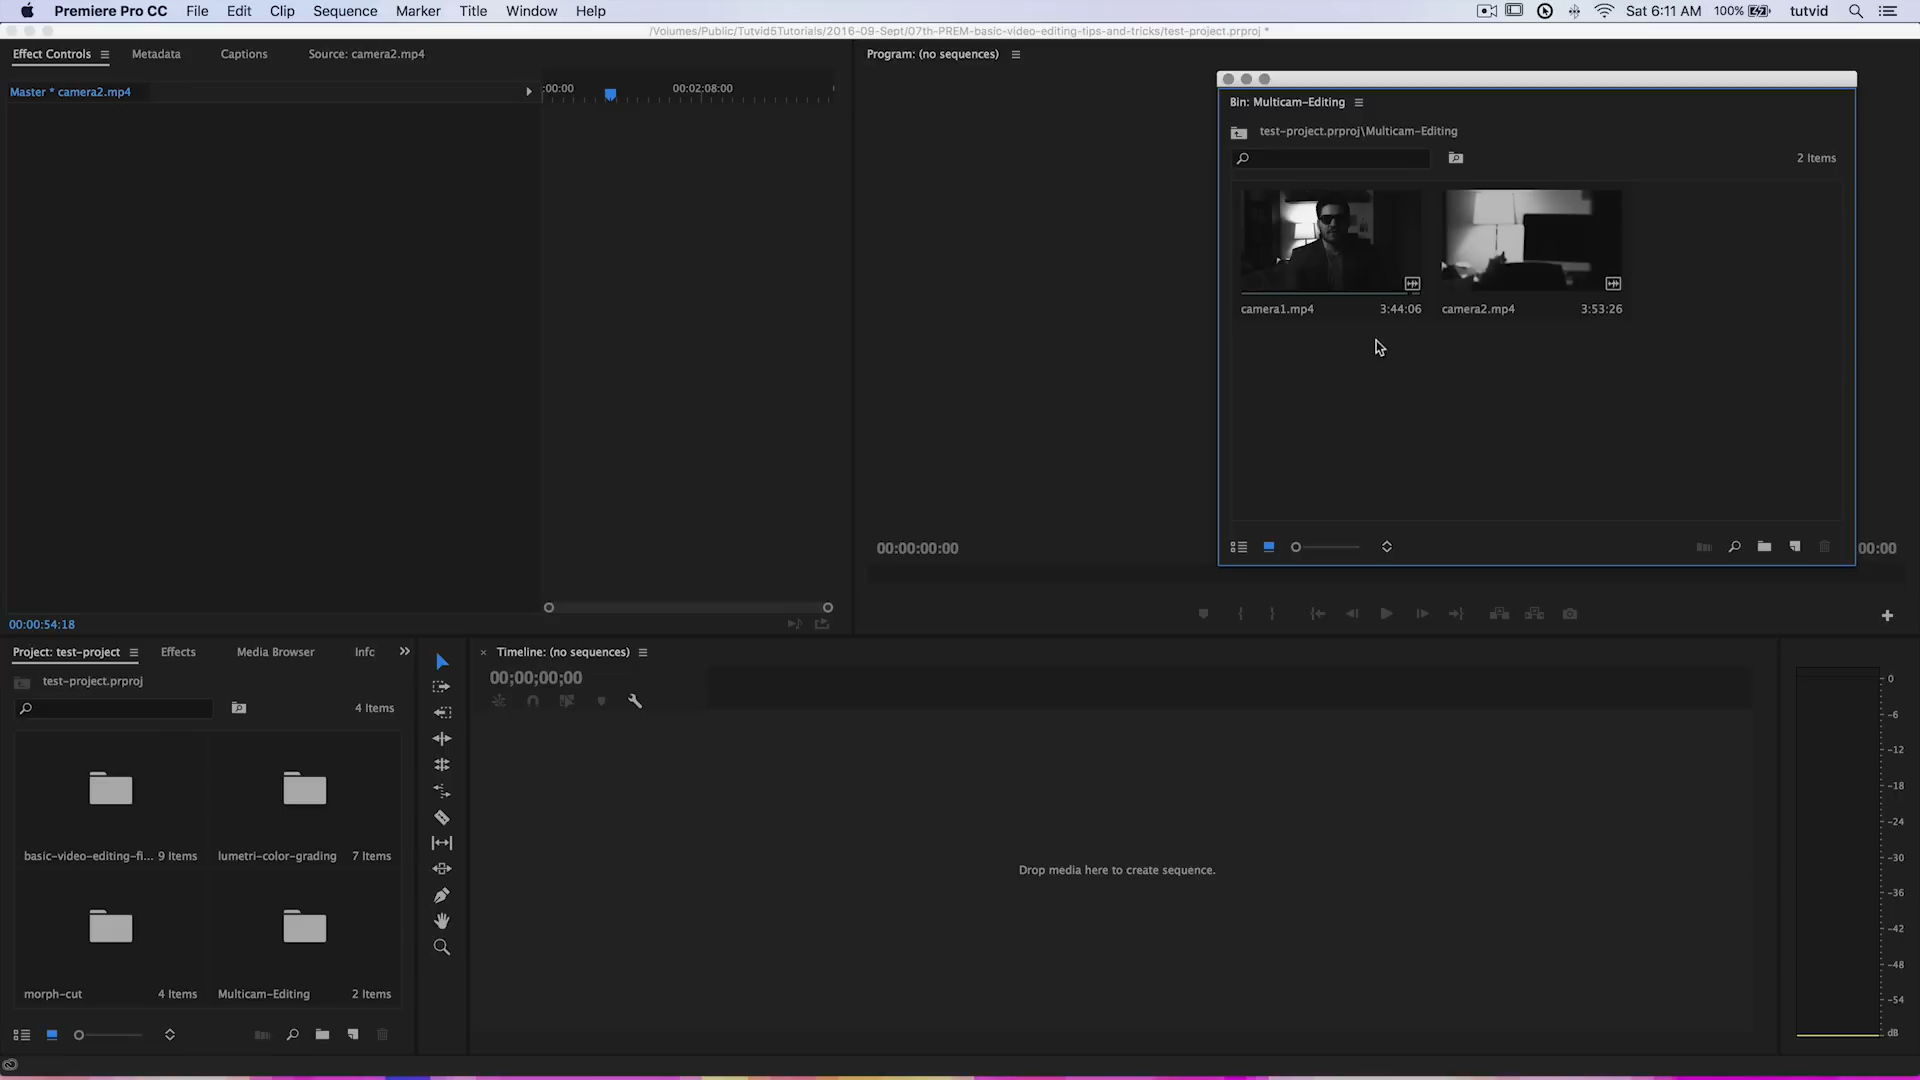 Premiere Pro CC File Edit Clip Sequence Marker Title Window Help Sat 6:11 AM 100% tutvid
/Volumes/Public/Tutvid5Tutorials/2016-09-Sept/07th-PREM-basic-video-editing-tips-and-tricks/test-project.prproj *
Effect Controls Metadata Captions Source: camera2.mp4
Program: (no sequences)
Master * camera2.mp4
:00:00 00:02:08:00
Bin: Multicam-Editing
test-project.prproj\Multicam-Editing
2 Items
camera1.mp4 3:44:06
camera2.mp4 3:53:26
00:00:00:00
00:00
00:00:54:18
Project: test-project Effects Media Browser Info
test-project.prproj
4 Items
basic-video-editing-fi... 9 Items
lumetri-color-grading 7 Items
morph-cut 4 Items
Multicam-Editing 2 Items
× Timeline: (no sequences)
00;00;00;00
Drop media here to create sequence.
0
-6
-12
-18
-24
-30
-36
-42
-48
-54
dB